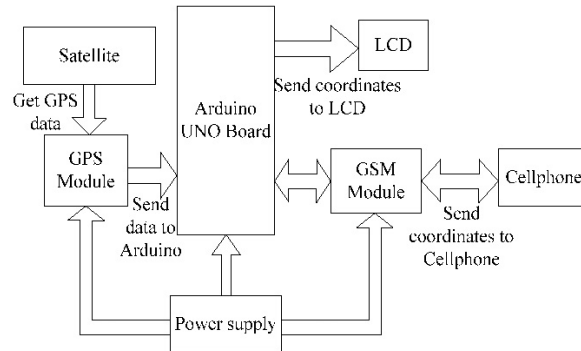 Satellite
Get GPS
data
GPS
Module
Send
data to
Arduino
Arduino
UNO Board
LCD
Send coordinates
to LCD
GSM
Module
Cellphone
Send
coordinates to
Cellphone
Power supply